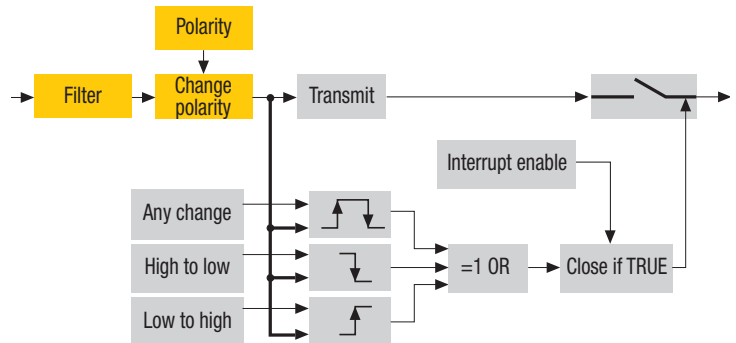 Polarity
Filter
Change
polarity
Transmit
Interrupt enable
Any change
High to low
=1 OR
Close if TRUE
Low to high